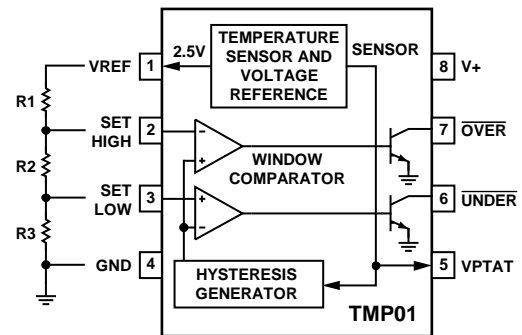 TEMPERATURE
SENSOR AND
VOLTAGE
REFERENCE
2.5V
SENSOR
VREF
1
8
V+
R1
SET
HIGH
2
−
+
7
OVER
R2
WINDOW
COMPARATOR
SET
LOW
3
+
−
6
UNDER
R3
GND
4
HYSTERESIS
GENERATOR
5
VPTAT
TMP01